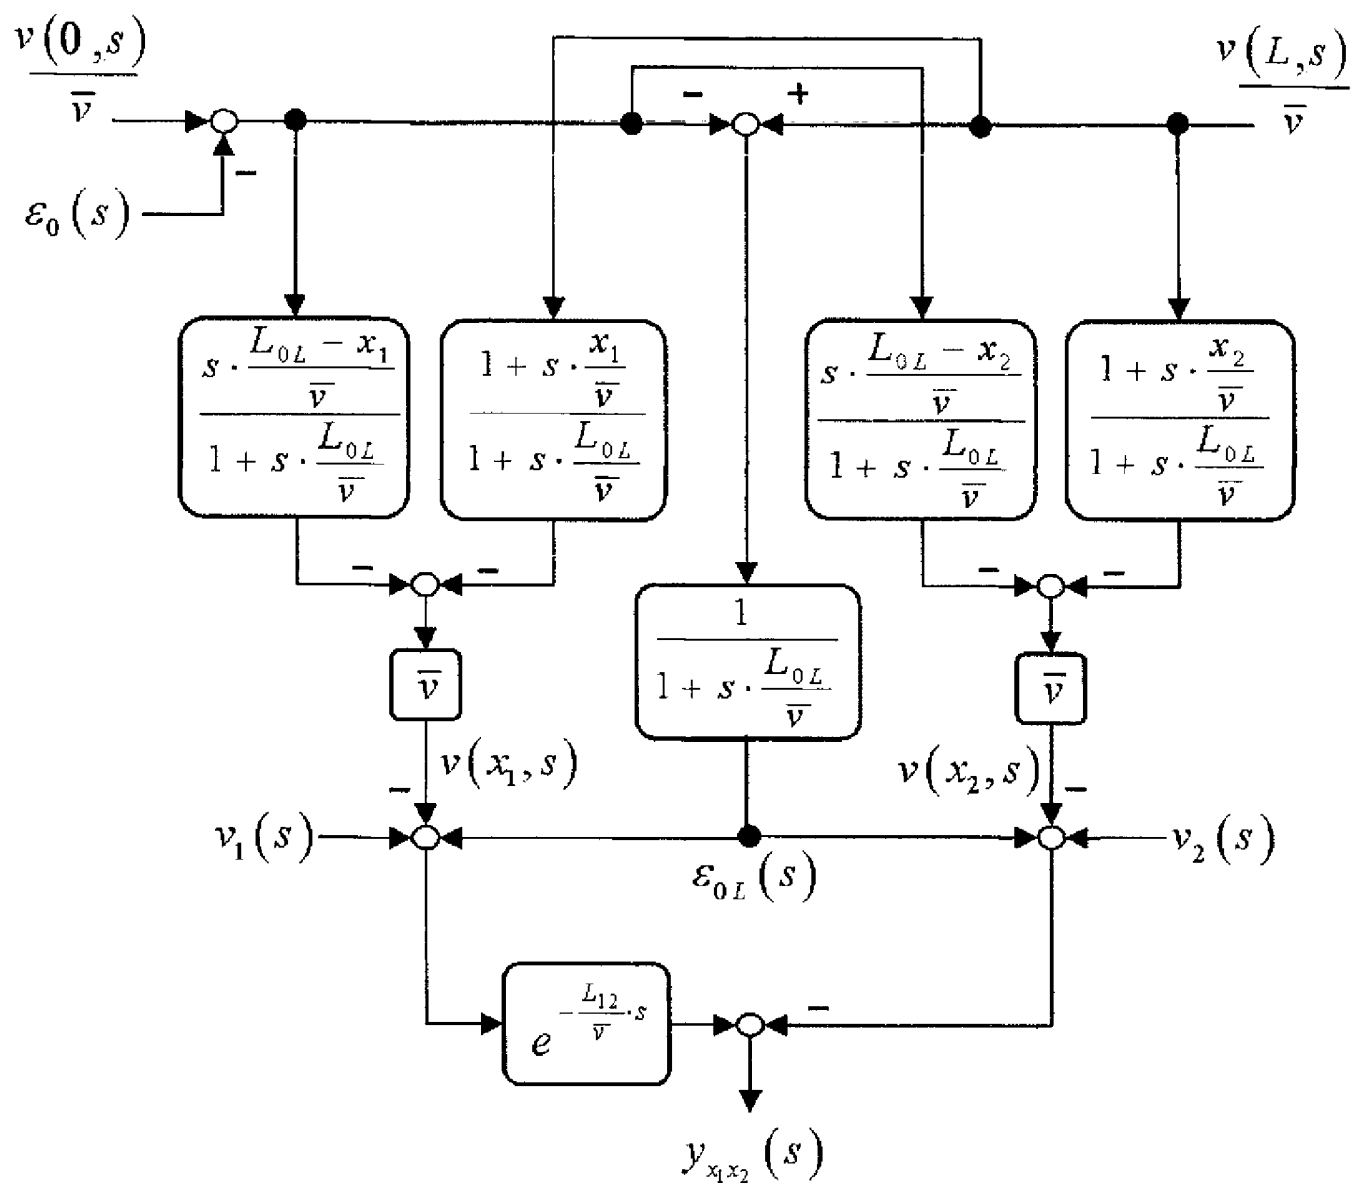 v(0,s)/v̅
v(L,s)/v̅
− +
−
ε₀(s)
(s · (L₀L − x₁)/v̅) / (1 + s · L₀L/v̅)
(1 + s · x₁/v̅) / (1 + s · L₀L/v̅)
(s · (L₀L − x₂)/v̅) / (1 + s · L₀L/v̅)
(1 + s · x₂/v̅) / (1 + s · L₀L/v̅)
− − − −
1 / (1 + s · L₀L/v̅)
v̅
v̅
v(x₁,s)
v(x₂,s)
− −
v₁(s)
v₂(s)
ε₀L(s)
e^(−(L₁₂/v̅)·s)
−
y_x₁x₂(s)